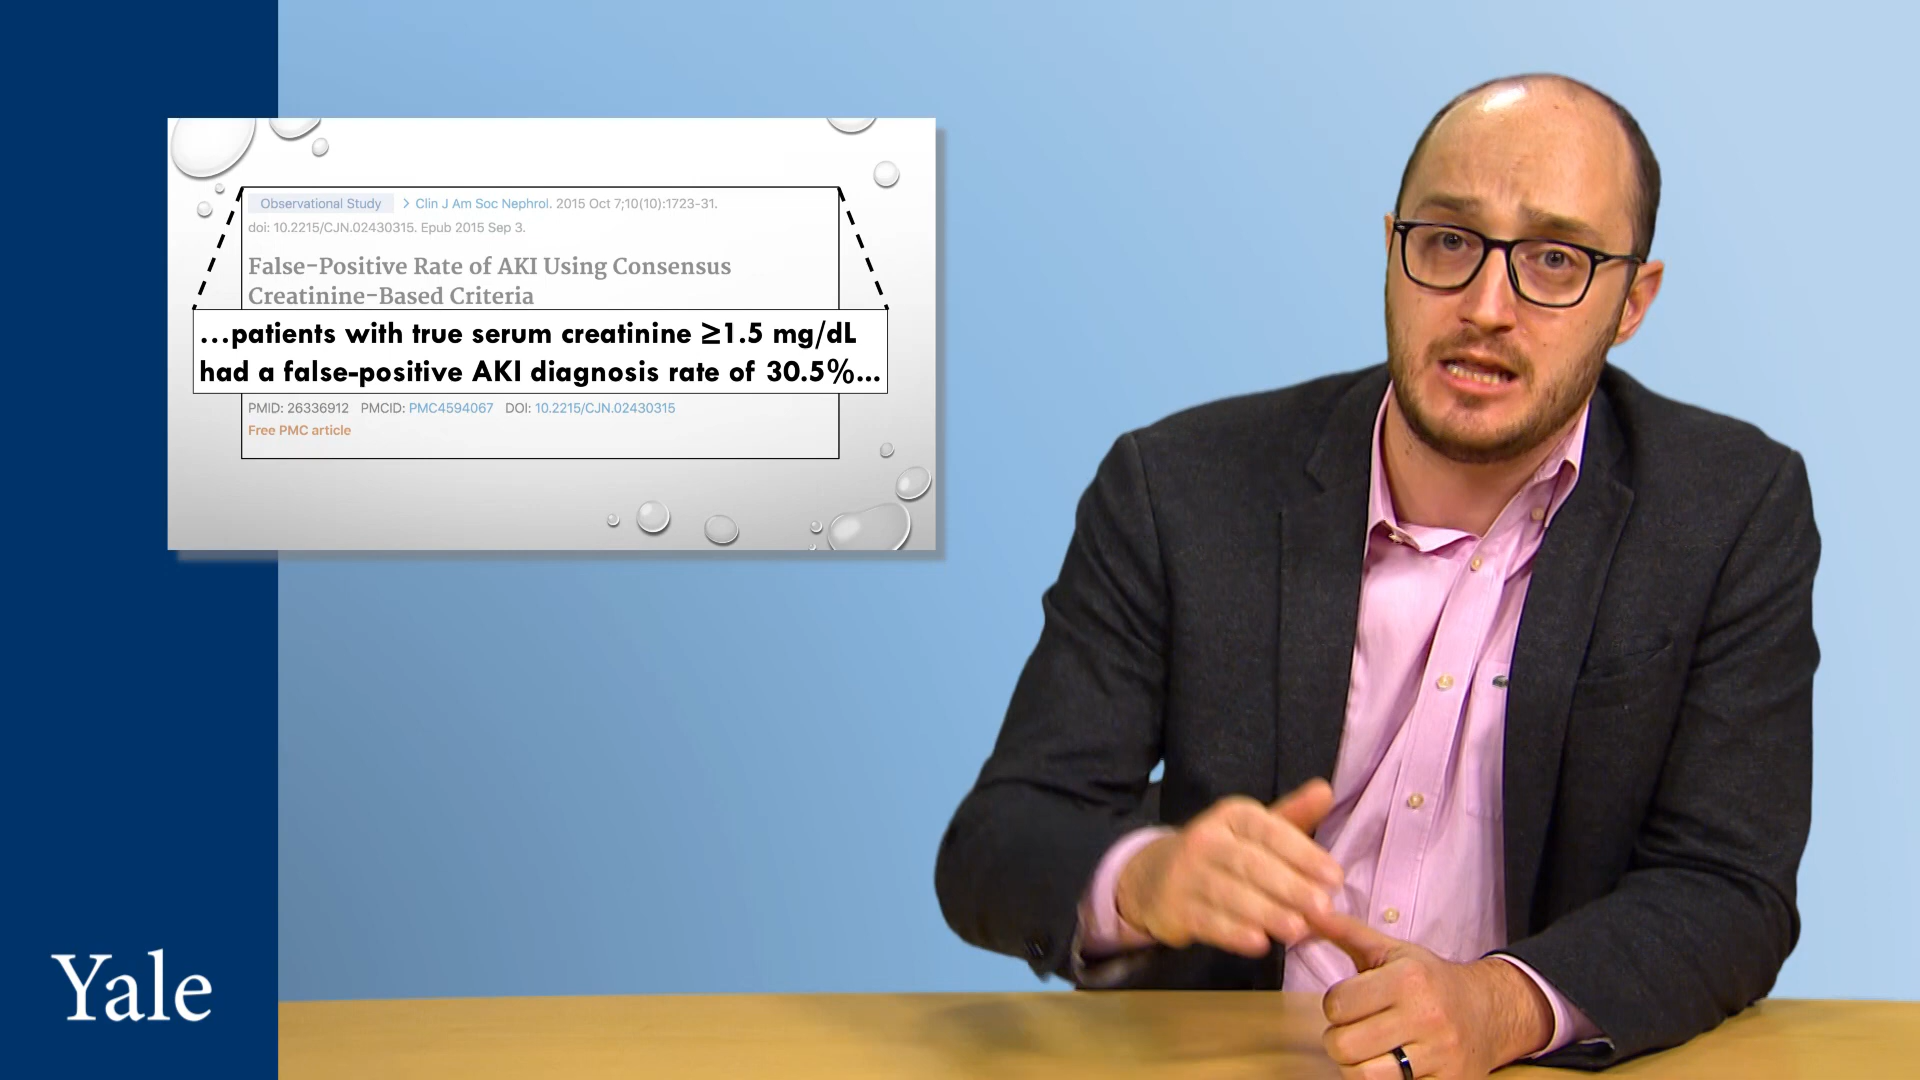 Observational Study > Clin J Am Soc Nephrol. 2015 Oct 7;10(10):1723-31.
doi: 10.2215/CJN.02430315. Epub 2015 Sep 3.
False-Positive Rate of AKI Using Consensus
Creatinine-Based Criteria
...patients with true serum creatinine ≥1.5 mg/dL
had a false-positive AKI diagnosis rate of 30.5%...
PMID: 26336912 PMCID: PMC4594067 DOI: 10.2215/CJN.02430315
Free PMC article
Yale